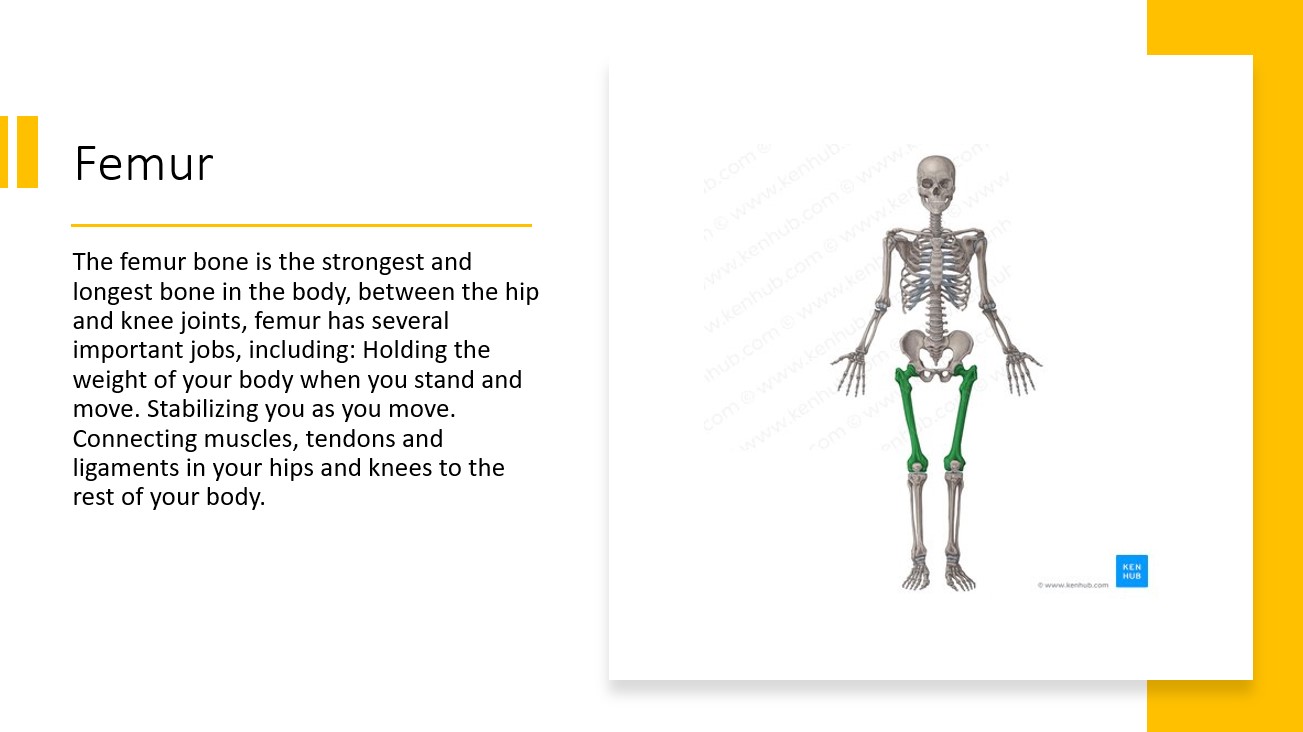 Femur
The femur bone is the strongest and
longest bone in the body, between the hip
and knee joints, femur has several
important jobs, including: Holding the
weight of your body when you stand and
move. Stabilizing you as you move.
Connecting muscles, tendons and
ligaments in your hips and knees to the
rest of your body.
© www.kenhub.com
KEN
HUB